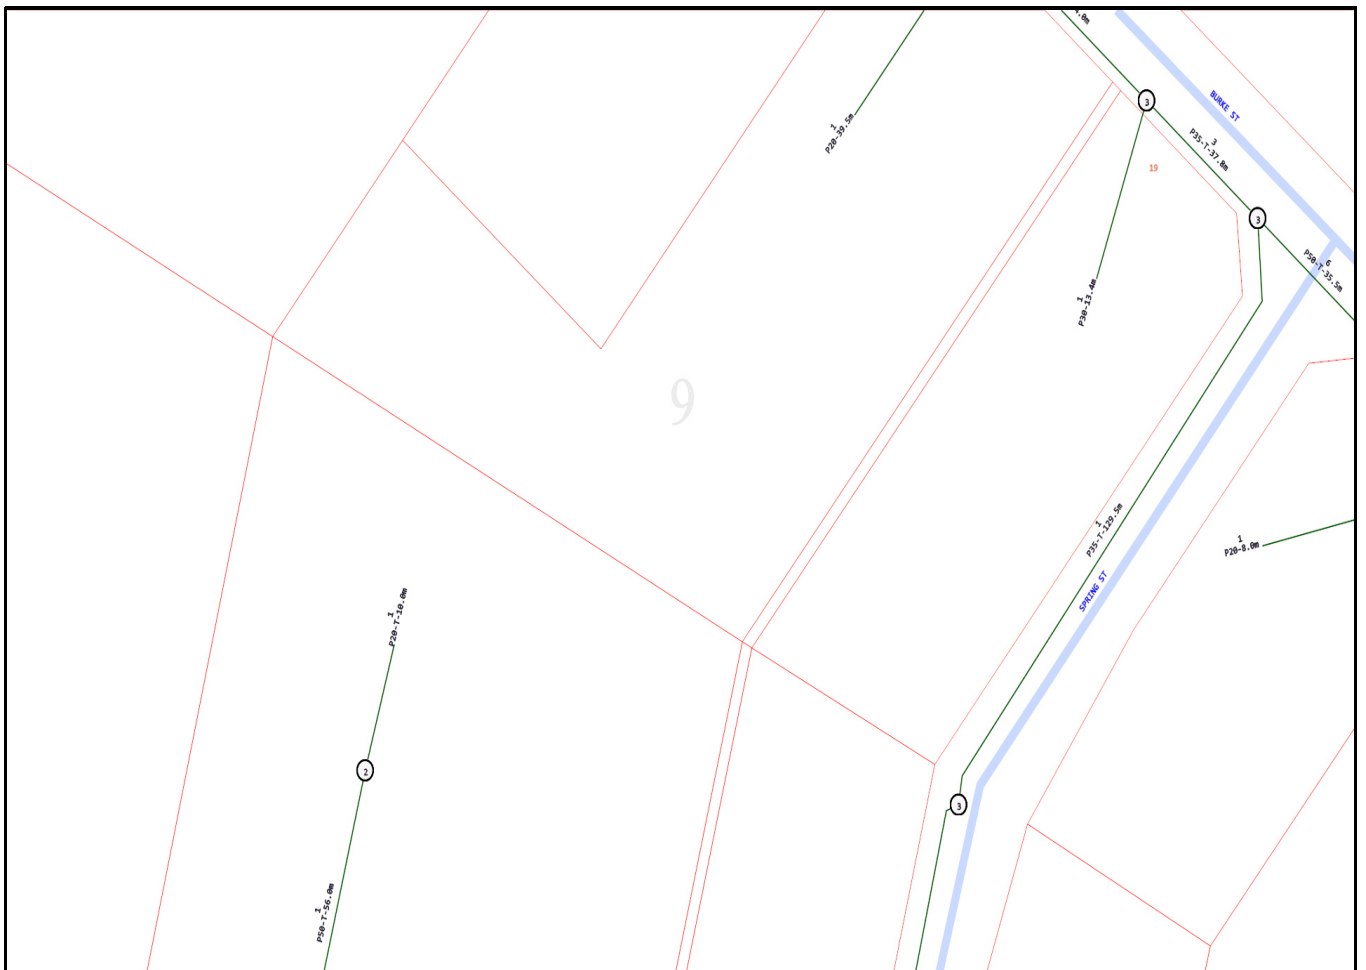 .0m
3
BURKE ST
1
P20-39.5m
3
P35-T-37.8m
19
3
6
P50-T-35.5m
1
P30-13.4m
9
1
P35-T-129.5m
1
P20-8.0m
SPRING ST
1
P20-T-10.0m
2
3
1
P50-T-56.0m